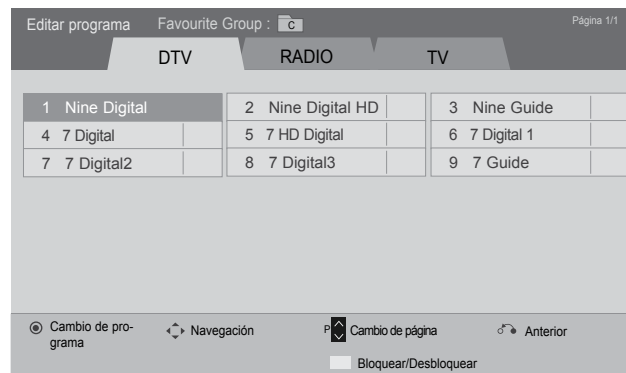 Editar programa Favourite Group : C Página 1/1
DTV RADIO TV
1 Nine Digital 2 Nine Digital HD 3 Nine Guide
4 7 Digital 5 7 HD Digital 6 7 Digital 1
7 7 Digital2 8 7 Digital3 9 7 Guide
Cambio de pro-
grama
Navegación P Cambio de página Anterior
Bloquear/Desbloquear